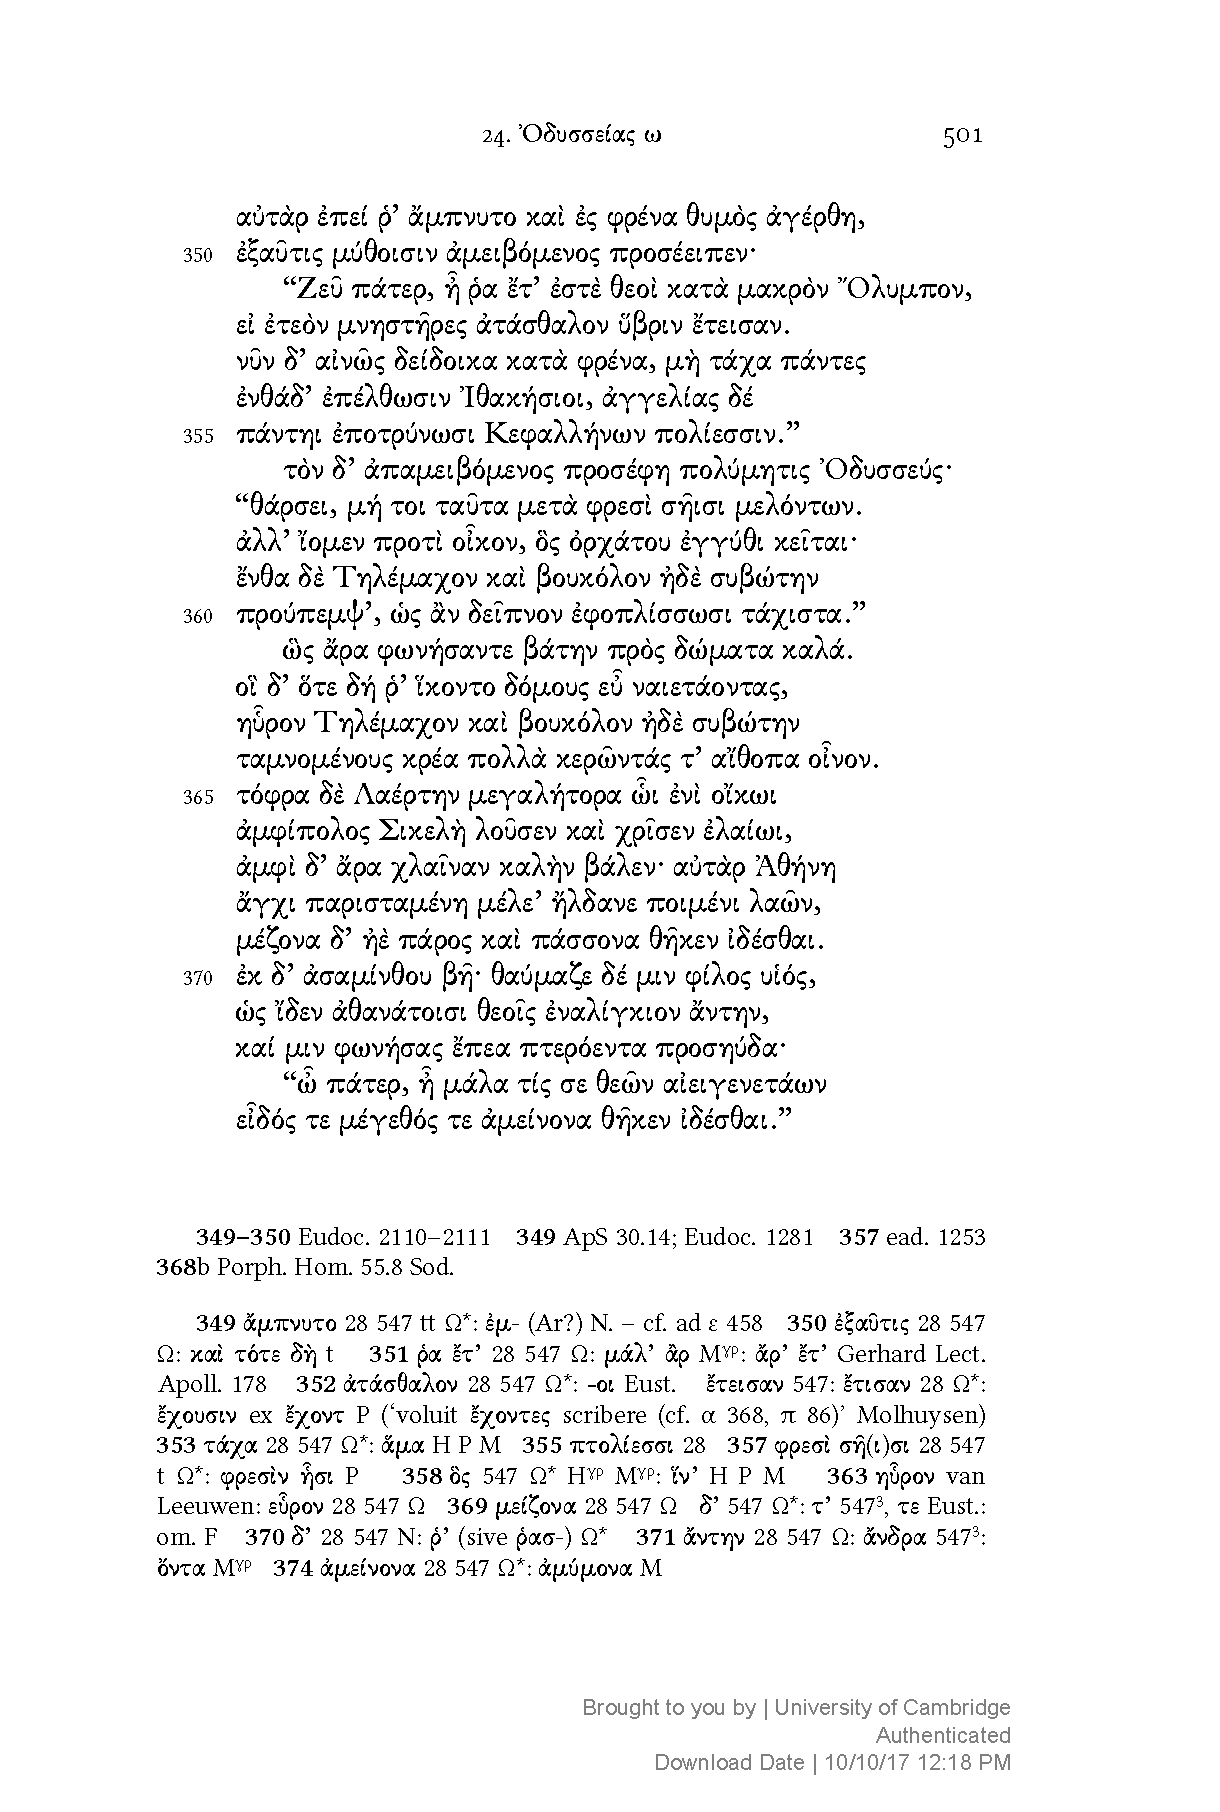 24. Ὀδυσσείας ω 501
αὐτὰρ ἐπεί ῥ’ ἄμπνυτο καὶ ἐς φρένα θυμὸς ἀγέρθη,
350 ἐξαῦτις μύθοισιν ἀμειβόμενος προσέειπεν·
“Ζεῦ πάτερ, ἦ ῥα ἔτ’ ἐστὲ θεοὶ κατὰ μακρὸν Ὄλυμπον,
εἰ ἐτεὸν μνηστῆρες ἀτάσθαλον ὕβριν ἔτεισαν.
νῦν δ’ αἰνῶς δείδοικα κατὰ φρένα, μὴ τάχα πάντες
ἐνθάδ’ ἐπέλθωσιν Ἰθακήσιοι, ἀγγελίας δέ
355 πάντηι ἐποτρύνωσι Κεφαλλήνων πολίεσσιν.”
τὸν δ’ ἀπαμειβόμενος προσέφη πολύμητις Ὀδυσσεύς·
“θάρσει, μή τοι ταῦτα μετὰ φρεσὶ σῆισι μελόντων.
ἀλλ’ ἴομεν προτὶ οἶκον, ὃς ὀρχάτου ἐγγύθι κεῖται·
ἔνθα δὲ Τηλέμαχον καὶ βουκόλον ἠδὲ συβώτην
360 προύπεμψ’, ὡς ἂν δεῖπνον ἐφοπλίσσωσι τάχιστα.”
ὣς ἄρα φωνήσαντε βάτην πρὸς δώματα καλά.
οἳ δ’ ὅτε δή ῥ’ ἵκοντο δόμους εὖ ναιετάοντας,
ηὗρον Τηλέμαχον καὶ βουκόλον ἠδὲ συβώτην
ταμνομένους κρέα πολλὰ κερῶντάς τ’ αἴθοπα οἶνον.
365 τόφρα δὲ Λαέρτην μεγαλήτορα ὧι ἐνὶ οἴκωι
ἀμφίπολος Σικελὴ λοῦσεν καὶ χρῖσεν ἐλαίωι,
ἀμφὶ δ’ ἄρα χλαῖναν καλὴν βάλεν· αὐτὰρ Ἀθήνη
ἄγχι παρισταμένη μέλε’ ἤλδανε ποιμένι λαῶν,
μέζονα δ’ ἠὲ πάρος καὶ πάσσονα θῆκεν ἰδέσθαι.
370 ἐκ δ’ ἀσαμίνθου βῆ· θαύμαζε δέ μιν φίλος υἱός,
ὡς ἴδεν ἀθανάτοισι θεοῖς ἐναλίγκιον ἄντην,
καί μιν φωνήσας ἔπεα πτερόεντα προσηύδα·
“ὦ πάτερ, ἦ μάλα τίς σε θεῶν αἰειγενετάων
εἶδός τε μέγεθός τε ἀμείνονα θῆκεν ἰδέσθαι.”
349–350 Eudoc. 2110–2111 349 ApS 30.14; Eudoc. 1281 357 ead. 1253
368b Porph. Hom. 55.8 Sod.
349 ἄμπνυτο 28 547 tt Ω*: ἐμ- (Ar?) N. – cf. ad ε 458 350 ἐξαῦτις 28 547
Ω: καὶ τότε δὴ t 351 ῥα ἔτ’ 28 547 Ω: μάλ’ ἂρ Mγρ: ἄρ’ ἔτ’ Gerhard Lect.
Apoll. 178 352 ἀτάσθαλον 28 547 Ω*: -οι Eust. ἔτεισαν 547: ἔτισαν 28 Ω*:
ἔχουσιν ex ἔχοντ P (‘voluit ἔχοντες scribere (cf. α 368, π 86)’ Molhuysen)
353 τάχα 28 547 Ω*: ἅμα H P M 355 πτολίεσσι 28 357 φρεσὶ σῆ(ι)σι 28 547
t Ω*: φρεσὶν ἧσι P 358 ὃς 547 Ω* Hγρ Mγρ: ἵν’ H P M 363 ηὗρον van
Leeuwen: εὗρον 28 547 Ω 369 μείζονα 28 547 Ω δ’ 547 Ω*: τ’ 547³, τε Eust.:
om. F 370 δ’ 28 547 N: ῥ’ (sive ῥασ-) Ω* 371 ἄντην 28 547 Ω: ἄνδρα 547³:
ὄντα Mγρ 374 ἀμείνονα 28 547 Ω*: ἀμύμονα M
Brought to you by | University of Cambridge
Authenticated
Download Date | 10/10/17 12:18 PM